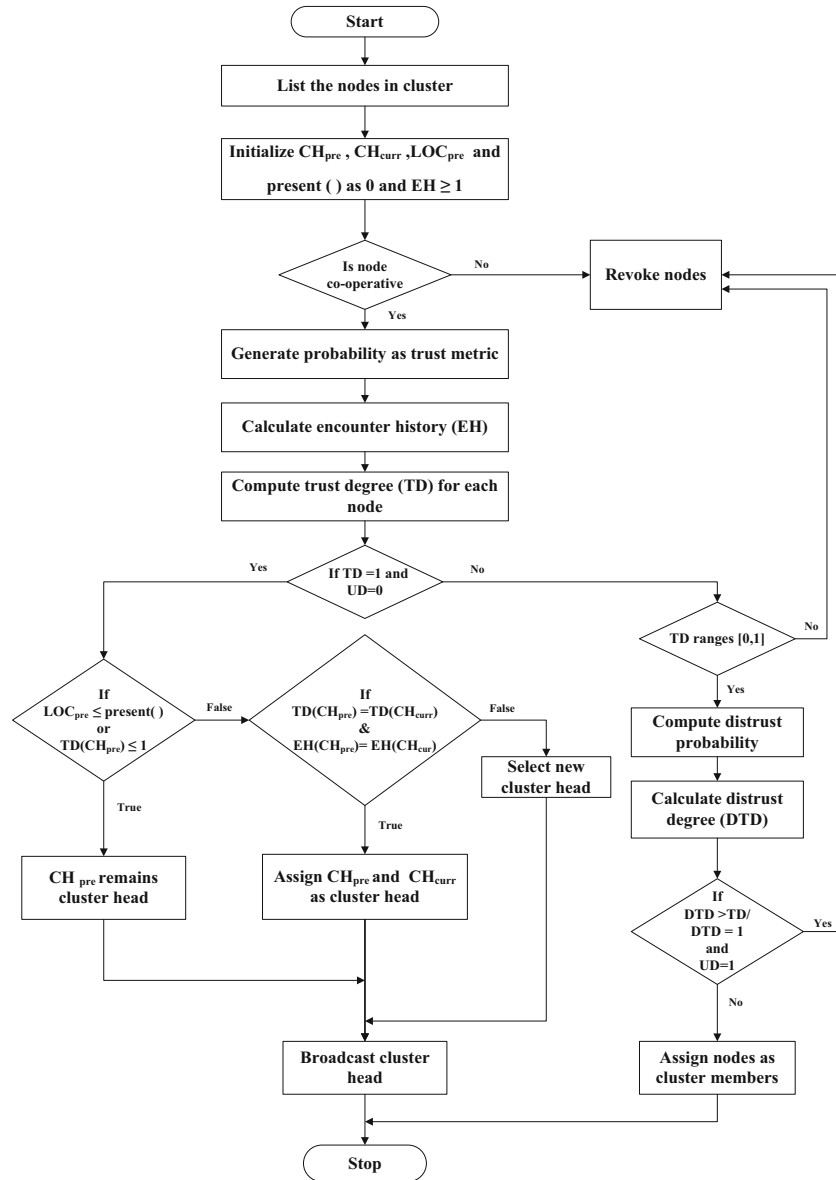 Start
List the nodes in cluster
Initialize CHpre , CHcurr ,LOCpre and
present ( ) as 0 and EH ≥ 1
Is node
co-operative
No
Revoke nodes
Yes
Generate probability as trust metric
Calculate encounter history (EH)
Compute trust degree (TD) for each
node
Yes
If TD =1 and
UD=0
No
TD ranges [0,1]
No
Yes
If
LOCpre ≤ present( )
or
TD(CHpre) ≤ 1
False
If
TD(CHpre) =TD(CHcurr)
&
EH(CHpre)= EH(CHcur)
False
Select new
cluster head
Compute distrust
probability
Calculate distrust
degree (DTD)
True
True
CH pre remains
cluster head
Assign CHpre and CHcurr
as cluster head
If
DTD >TD/
DTD = 1
and
UD=1
Yes
No
Broadcast cluster
head
Assign nodes as
cluster members
Stop